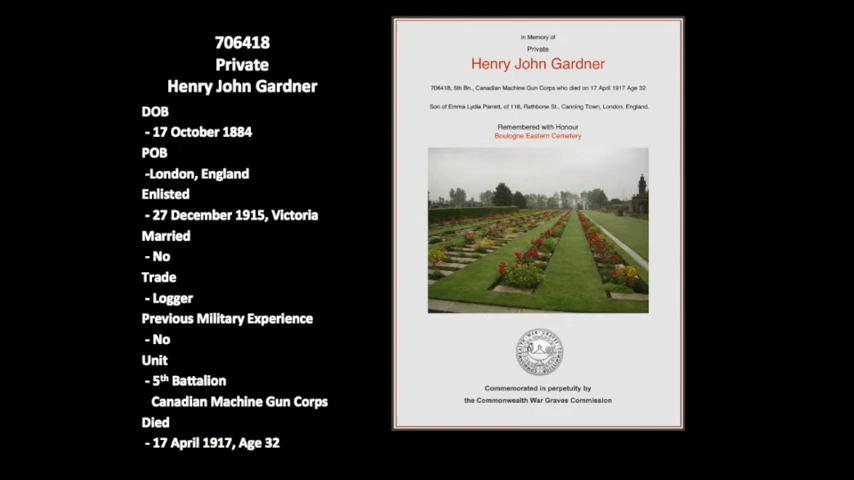 706418
Private
Henry John Gardner
DOB
- 17 October 1884
POB
-London, England
Enlisted
- 27 December 1915, Victoria
Married
- No
Trade
- Logger
Previous Military Experience
- No
Unit
- 5th Battalion
Canadian Machine Gun Corps
Died
- 17 April 1917, Age 32
In Memory of
Private
Henry John Gardner
706418, 5th Bn., Canadian Machine Gun Corps who died on 17 April 1917 Age 32
Son of Emma Lydia Parrett, of 118, Rathbone St., Canning Town, London, England.
Remembered with Honour
Boulogne Eastern Cemetery
Commemorated in perpetuity by
the Commonwealth War Graves Commission